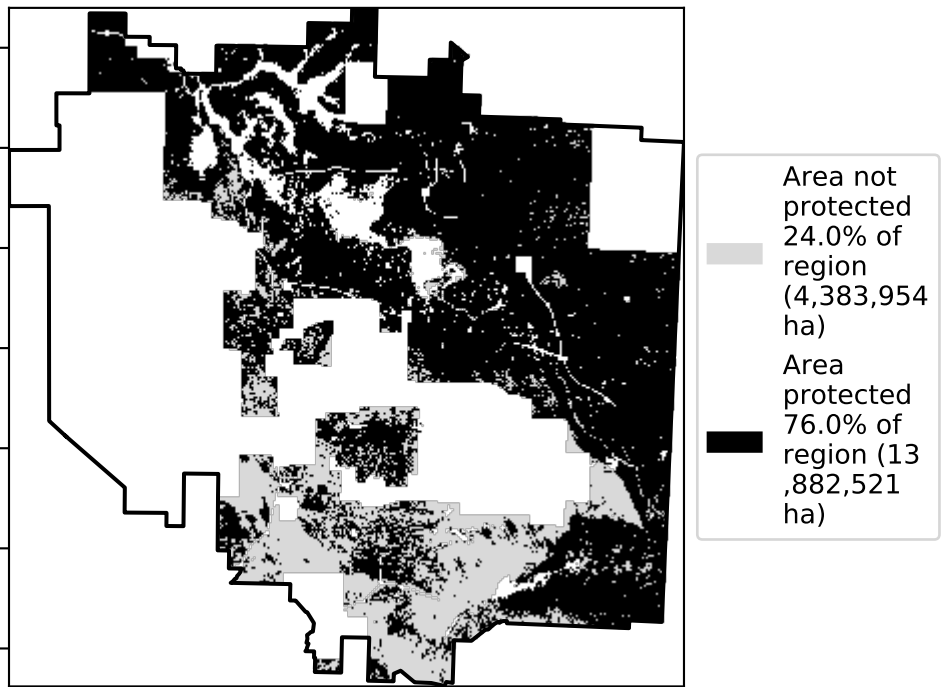 Area not
protected
24.0% of
region
(4,383,954
ha)
Area
protected
76.0% of
region (13
,882,521
ha)